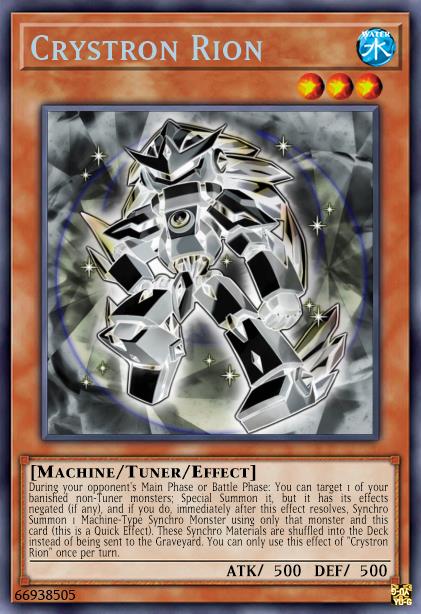 Crystron Rion
WATER
水
[Machine/Tuner/Effect]
During your opponent's Main Phase or Battle Phase: You can target 1 of your
banished non-Tuner monsters; Special Summon it, but it has its effects
negated (if any), and if you do, immediately after this effect resolves, Synchro
Summon 1 Machine-Type Synchro Monster using only that monster and this
card (this is a Quick Effect). These Synchro Materials are shuffled into the Deck
instead of being sent to the Graveyard. You can only use this effect of "Crystron
Rion" once per turn.
ATK/ 500 DEF/ 500
66938505